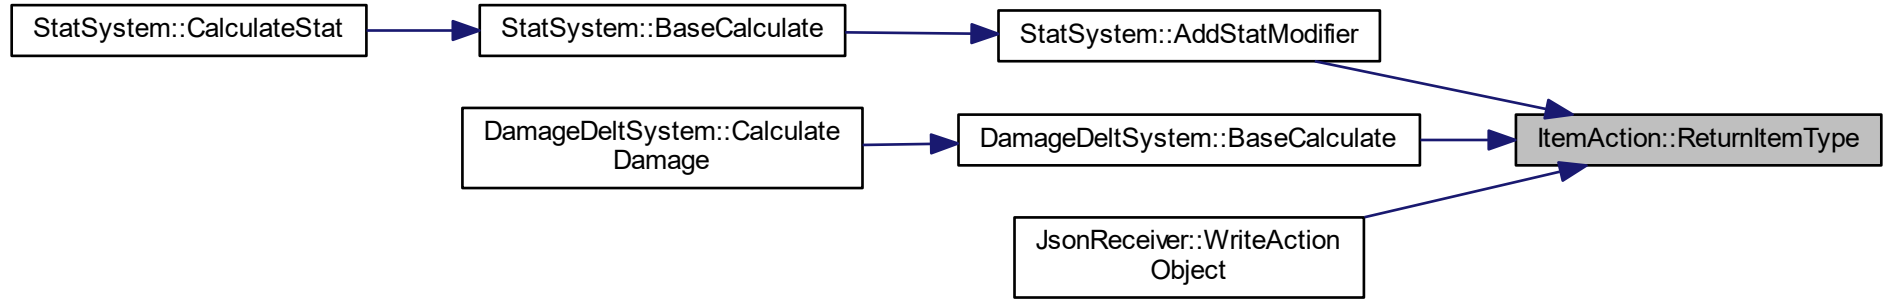 StatSystem::CalculateStat
StatSystem::BaseCalculate
StatSystem::AddStatModifier
DamageDeltSystem::Calculate
Damage
DamageDeltSystem::BaseCalculate
ItemAction::ReturnItemType
JsonReceiver::WriteAction
Object